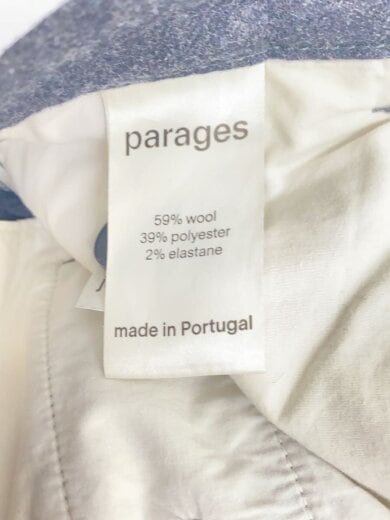 parages
59% wool
39% polyester
2% elastane
made in Portugal